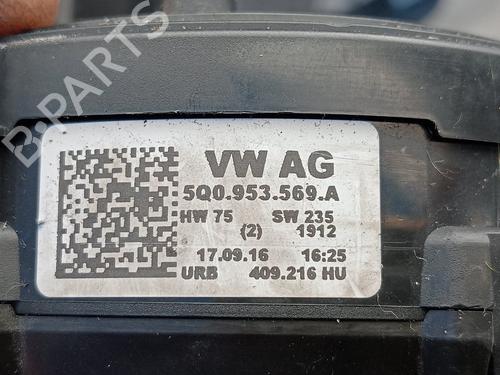 B-PARTS
VW AG
5Q0.953.569.A
HW 75 SW 235
(2) 1912
17.09.16 16:25
URB 409.216 HU